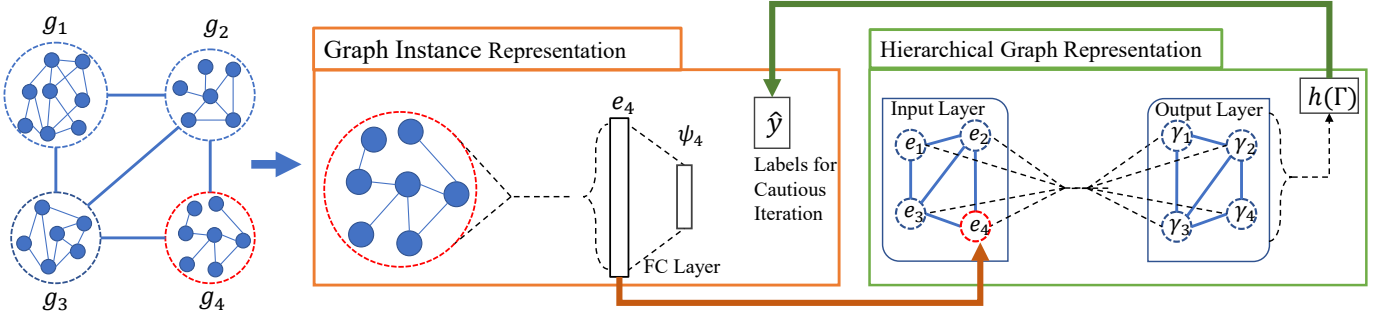 g₁
g₂
g₃
g₄
Graph Instance Representation
e₄
ψ₄
FC Layer
ŷ
Labels for
Cautious
Iteration
Hierarchical Graph Representation
Input Layer
e₁
e₂
e₃
e₄
Output Layer
γ₁
γ₂
γ₃
γ₄
h(Γ)